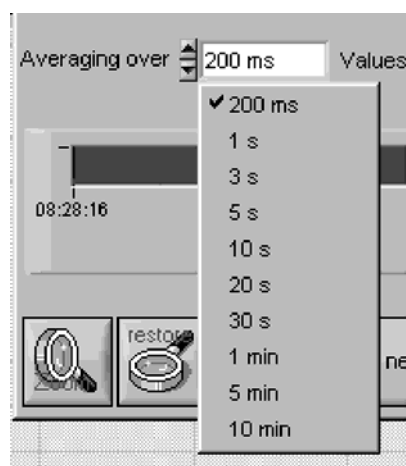 Averaging over 200 ms Values
✔ 200 ms
1 s
3 s
5 s
10 s
20 s
30 s
1 min
5 min
10 min
08:28:16
restore
ne